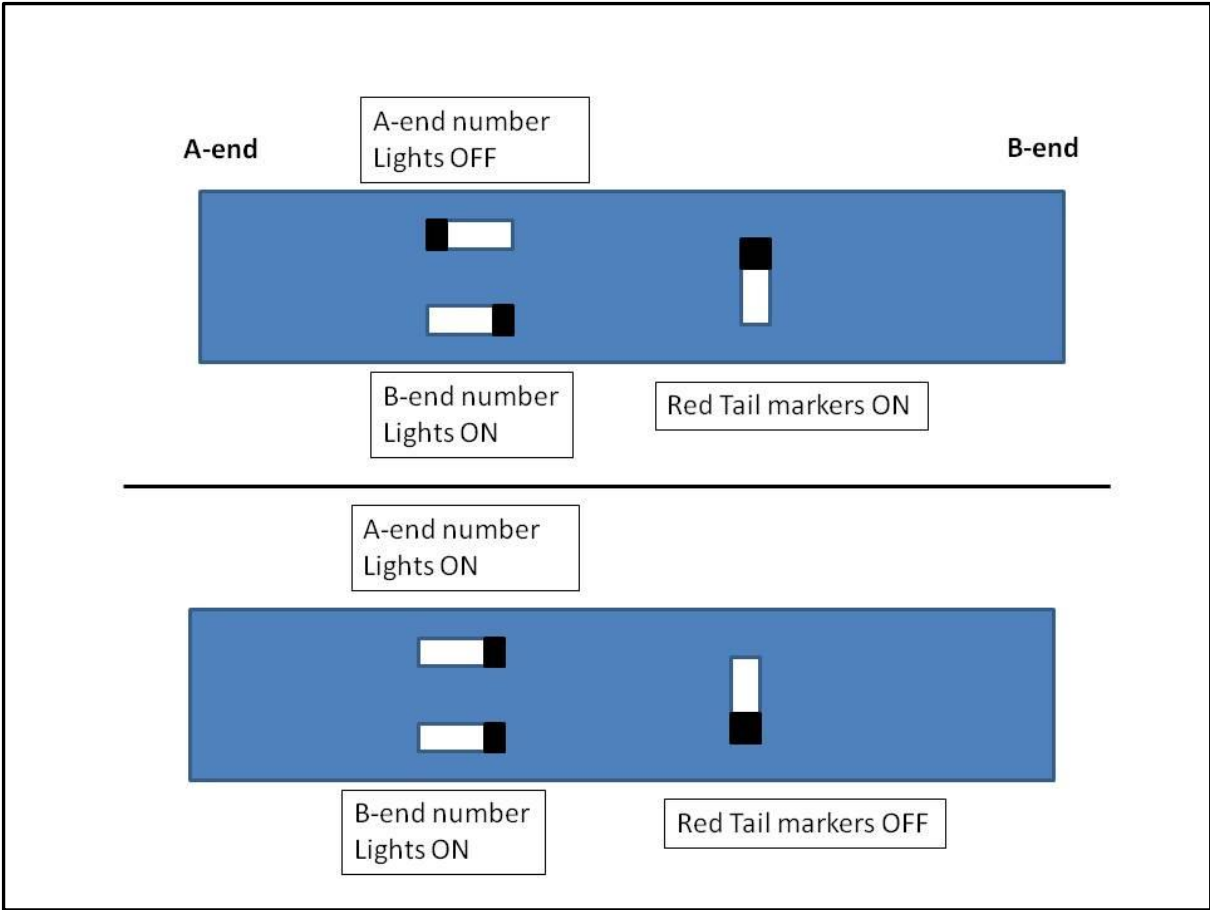 A-end number
Lights OFF
A-end
B-end
B-end number
Lights ON
Red Tail markers ON
A-end number
Lights ON
B-end number
Lights ON
Red Tail markers OFF